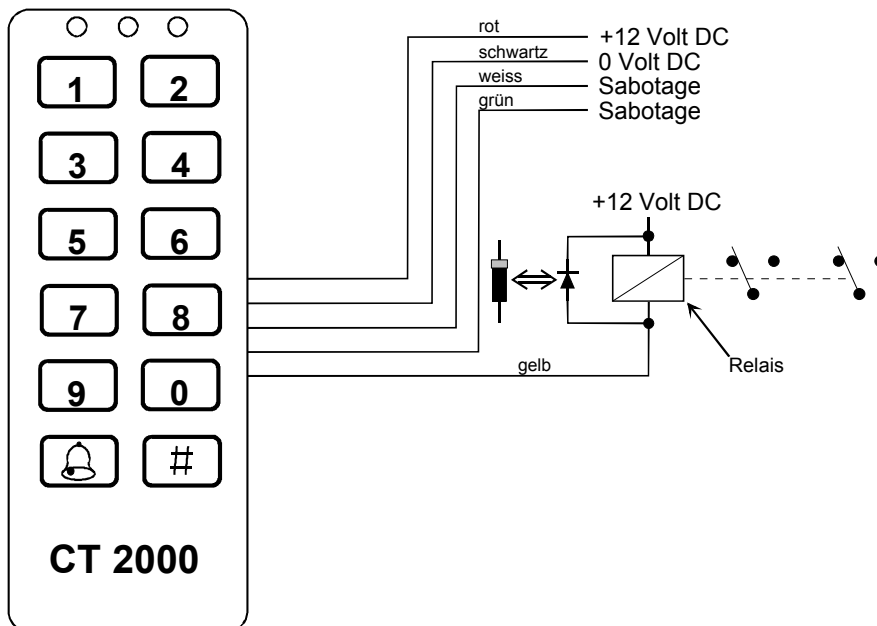 rot
+12 Volt DC
schwartz
0 Volt DC
weiss
Sabotage
grün
Sabotage
1 2
3 4
5 6
+12 Volt DC
7 8
9 0
gelb
Relais
#
CT 2000